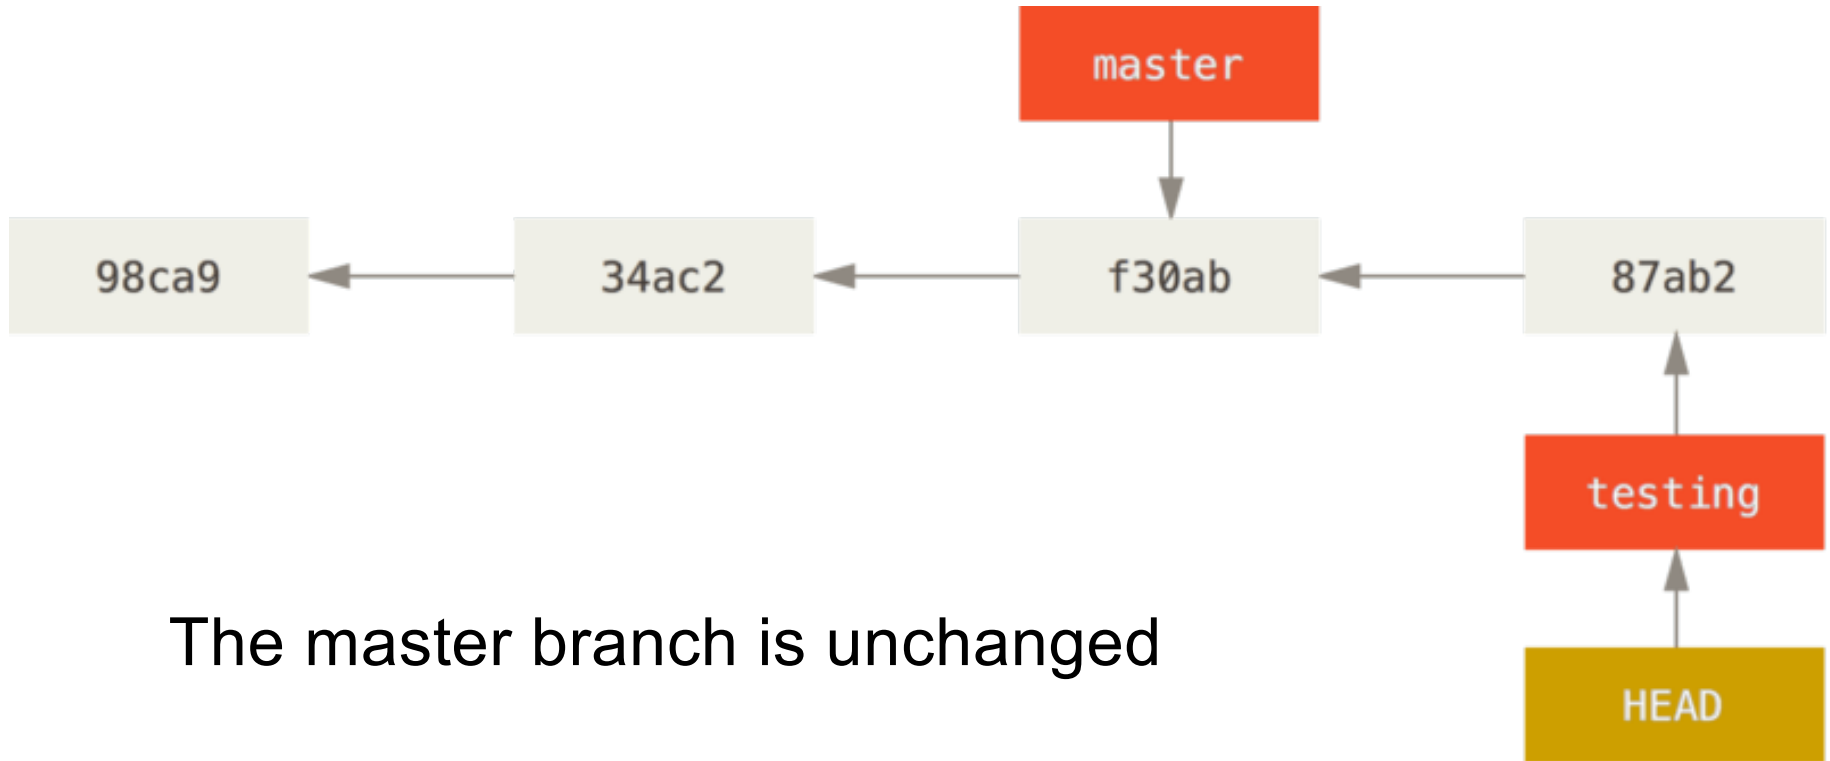 master
98ca9
34ac2
f30ab
87ab2
testing
The master branch is unchanged
HEAD